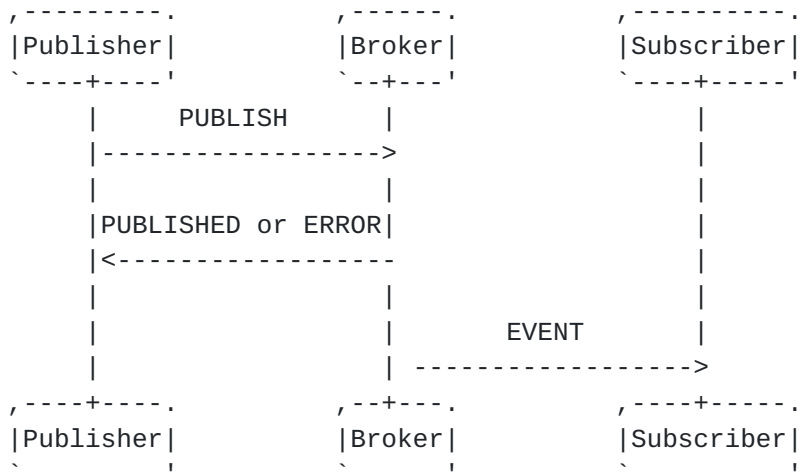 Publisher Broker Subscriber
PUBLISH
PUBLISHED or ERROR
EVENT
Publisher Broker Subscriber